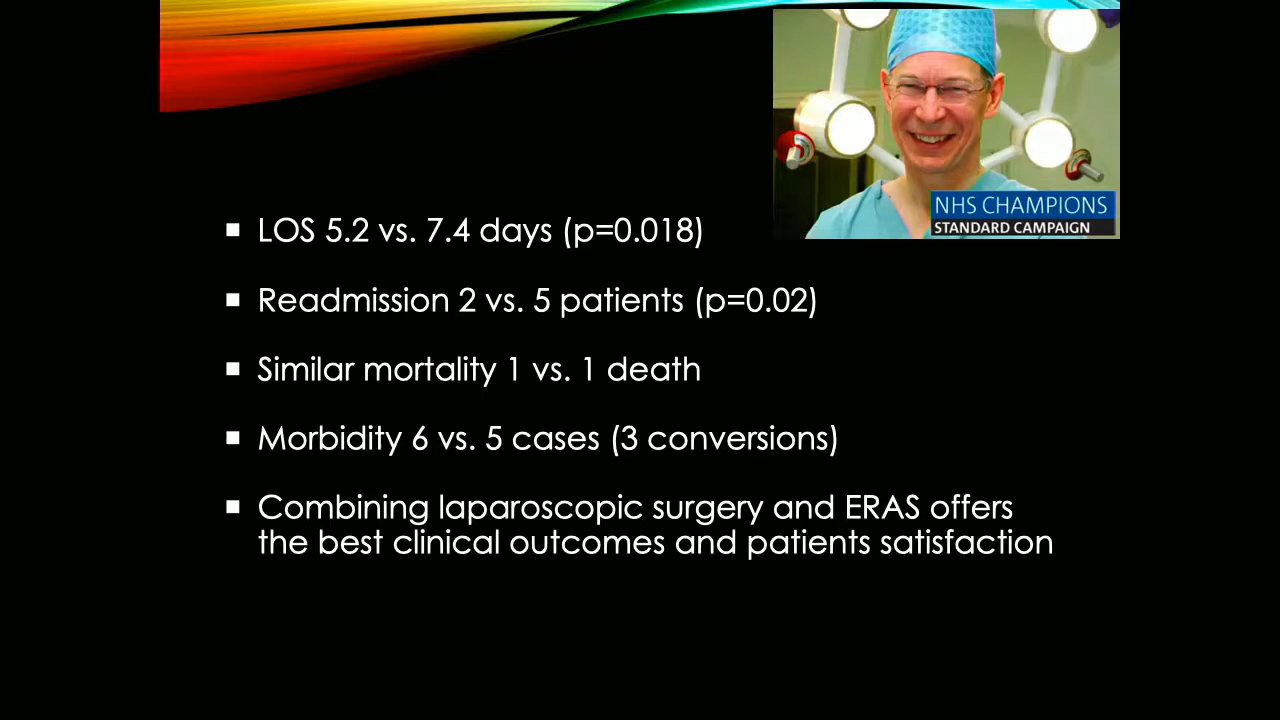 NHS CHAMPIONS
STANDARD CAMPAIGN
LOS 5.2 vs. 7.4 days (p=0.018)
Readmission 2 vs. 5 patients (p=0.02)
Similar mortality 1 vs. 1 death
Morbidity 6 vs. 5 cases (3 conversions)
Combining laparoscopic surgery and ERAS offers
the best clinical outcomes and patients satisfaction